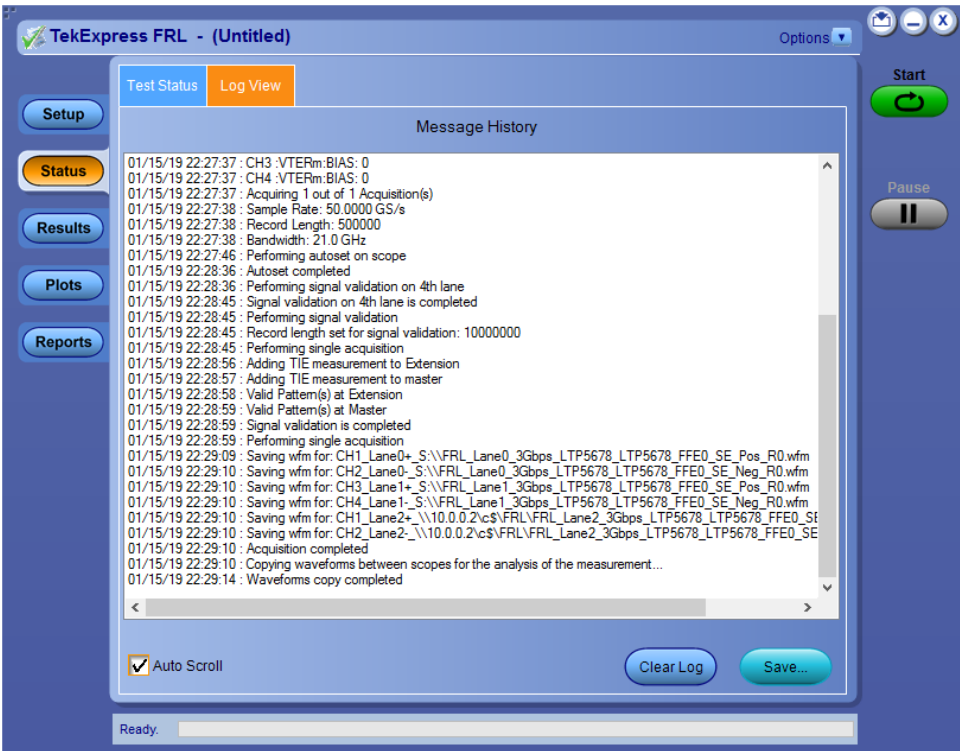 TekExpress FRL - (Untitled)
Options
Start
Pause
Setup
Status
Results
Plots
Reports
Test Status
Log View
Message History
01/15/19 22:27:37 : CH3 :VTERm:BIAS: 0
01/15/19 22:27:37 : CH4 :VTERm:BIAS: 0
01/15/19 22:27:37 : Acquiring 1 out of 1 Acquisition(s)
01/15/19 22:27:38 : Sample Rate: 50.0000 GS/s
01/15/19 22:27:38 : Record Length: 500000
01/15/19 22:27:38 : Bandwidth: 21.0 GHz
01/15/19 22:27:46 : Performing autoset on scope
01/15/19 22:28:36 : Autoset completed
01/15/19 22:28:36 : Performing signal validation on 4th lane
01/15/19 22:28:45 : Signal validation on 4th lane is completed
01/15/19 22:28:45 : Performing signal validation
01/15/19 22:28:45 : Record length set for signal validation: 10000000
01/15/19 22:28:45 : Performing single acquisition
01/15/19 22:28:56 : Adding TIE measurement to Extension
01/15/19 22:28:57 : Adding TIE measurement to master
01/15/19 22:28:58 : Valid Pattern(s) at Extension
01/15/19 22:28:59 : Valid Pattern(s) at Master
01/15/19 22:28:59 : Signal validation is completed
01/15/19 22:28:59 : Performing single acquisition
01/15/19 22:29:09 : Saving wfm for: CH1_Lane0+_S:\\FRL_Lane0_3Gbps_LTP5678_LTP5678_FFE0_SE_Pos_R0.wfm
01/15/19 22:29:10 : Saving wfm for: CH2_Lane0-_S:\\FRL_Lane0_3Gbps_LTP5678_LTP5678_FFE0_SE_Neg_R0.wfm
01/15/19 22:29:10 : Saving wfm for: CH3_Lane1+_S:\\FRL_Lane1_3Gbps_LTP5678_LTP5678_FFE0_SE_Pos_R0.wfm
01/15/19 22:29:10 : Saving wfm for: CH4_Lane1-_S:\\FRL_Lane1_3Gbps_LTP5678_LTP5678_FFE0_SE_Neg_R0.wfm
01/15/19 22:29:10 : Saving wfm for: CH1_Lane2+_\\10.0.0.2\c$\FRL\FRL_Lane2_3Gbps_LTP5678_LTP5678_FFE0_SE
01/15/19 22:29:10 : Saving wfm for: CH2_Lane2-_\\10.0.0.2\c$\FRL\FRL_Lane2_3Gbps_LTP5678_LTP5678_FFE0_SE
01/15/19 22:29:10 : Acquisition completed
01/15/19 22:29:10 : Copying waveforms between scopes for the analysis of the measurement...
01/15/19 22:29:14 : Waveforms copy completed
Auto Scroll
Clear Log
Save...
Ready.